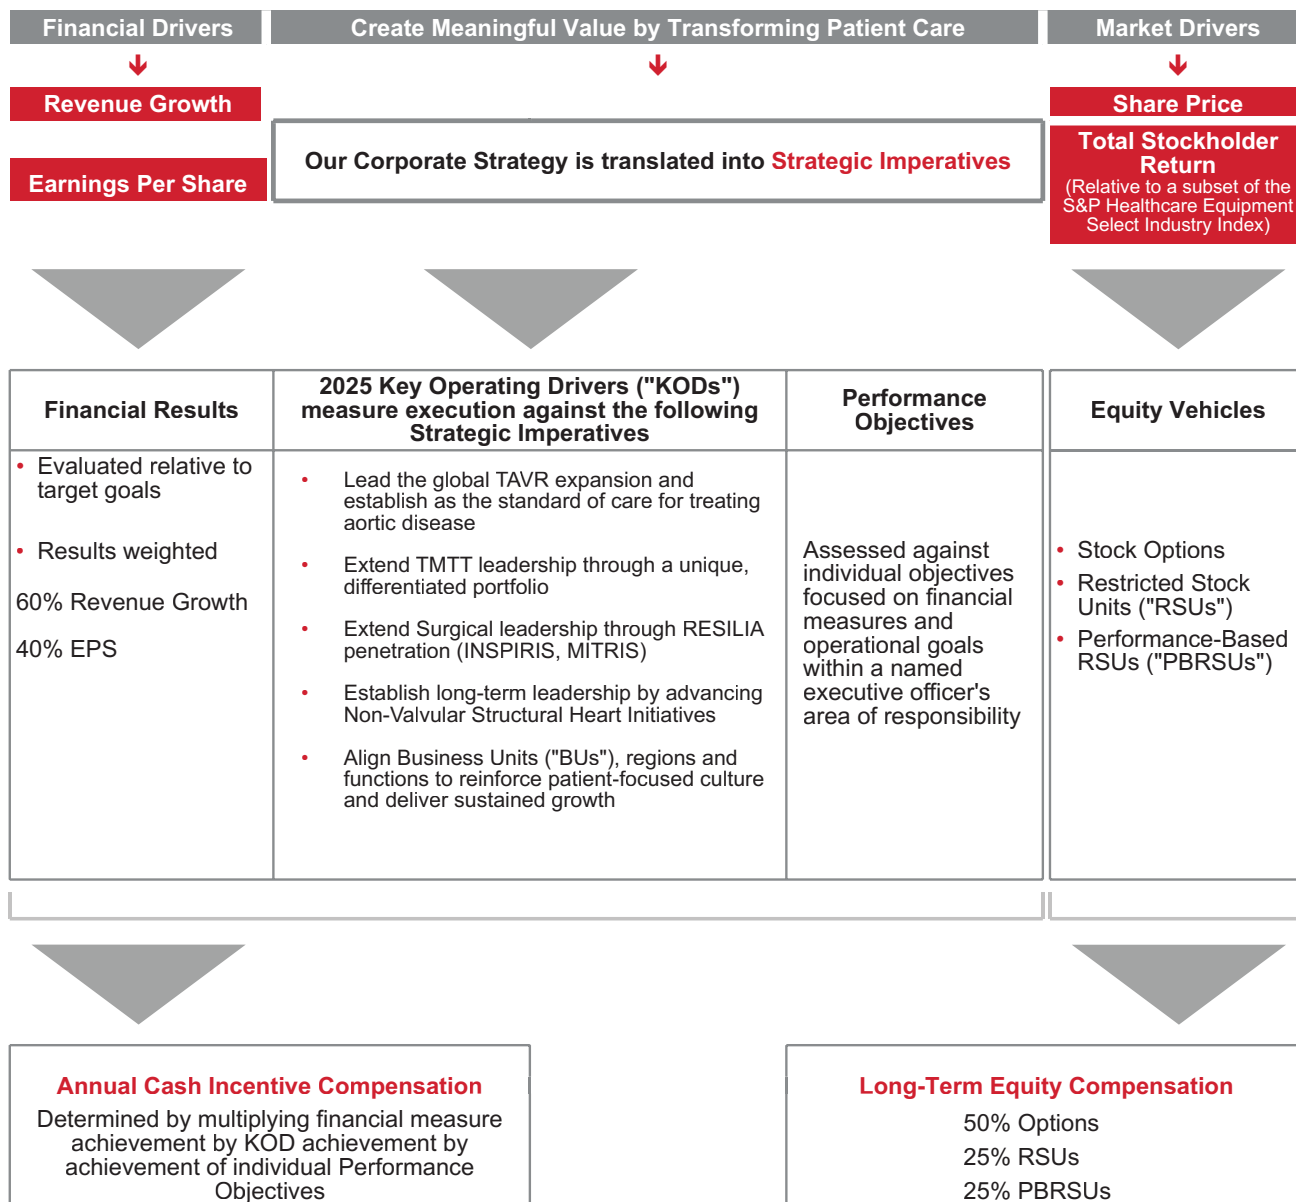 Financial Drivers
Create Meaningful Value by Transforming Patient Care
Market Drivers
Revenue Growth
Earnings Per Share
Our Corporate Strategy is translated into Strategic Imperatives
Share Price
Total Stockholder
Return
(Relative to a subset of the
S&P Healthcare Equipment
Select Industry Index)
Financial Results
2025 Key Operating Drivers ("KODs")
measure execution against the following
Strategic Imperatives
Performance
Objectives
Equity Vehicles
• Evaluated relative to
target goals
• Results weighted
60% Revenue Growth
40% EPS
• Lead the global TAVR expansion and
establish as the standard of care for treating
aortic disease
• Extend TMTT leadership through a unique,
differentiated portfolio
• Extend Surgical leadership through RESILIA
penetration (INSPIRIS, MITRIS)
• Establish long-term leadership by advancing
Non-Valvular Structural Heart Initiatives
• Align Business Units ("BUs"), regions and
functions to reinforce patient-focused culture
and deliver sustained growth
Assessed against
individual objectives
focused on financial
measures and
operational goals
within a named
executive officer's
area of responsibility
• Stock Options
• Restricted Stock
Units ("RSUs")
• Performance-Based
RSUs ("PBRSUs")
Annual Cash Incentive Compensation
Determined by multiplying financial measure
achievement by KOD achievement by
achievement of individual Performance
Objectives
Long-Term Equity Compensation
50% Options
25% RSUs
25% PBRSUs